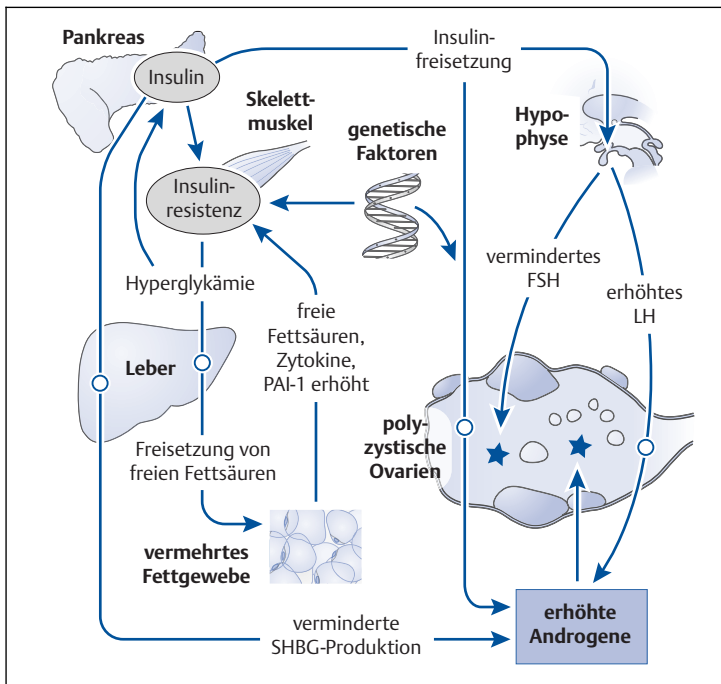 Pankreas
Insulin
Insulin-
freisetzung
Skelett-
muskel
genetische
Faktoren
Hypo-
physe
Insulin-
resistenz
Hyperglykämie
vermindertes
FSH
erhöhtes
LH
freie
Fettsäuren,
Zytokine,
PAI-1 erhöht
Leber
poly-
zystische
Ovarien
Freisetzung von
freien Fettsäuren
vermehrtes
Fettgewebe
verminderte
SHBG-Produktion
erhöhte
Androgene